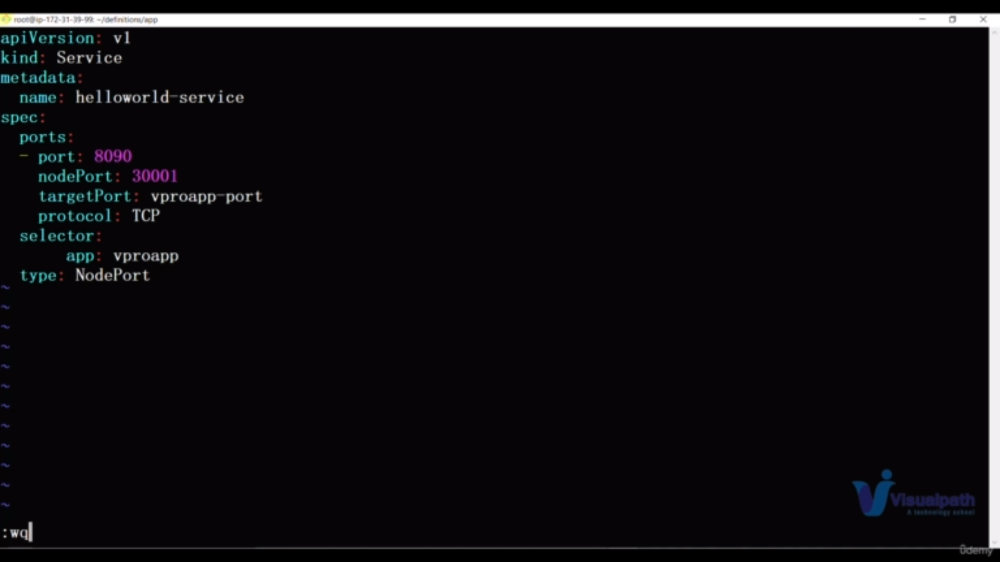 root@ip-172-31-39-99: ~/definitions/app
apiVersion: v1
kind: Service
metadata:
  name: helloworld-service
spec:
  ports:
  - port: 8090
    nodePort: 30001
    targetPort: vproapp-port
    protocol: TCP
  selector:
       app: vproapp
  type: NodePort
~
~
~
~
~
~
~
~
~
~
~
~
Visualpath
A technology school
:wq
ûdemy